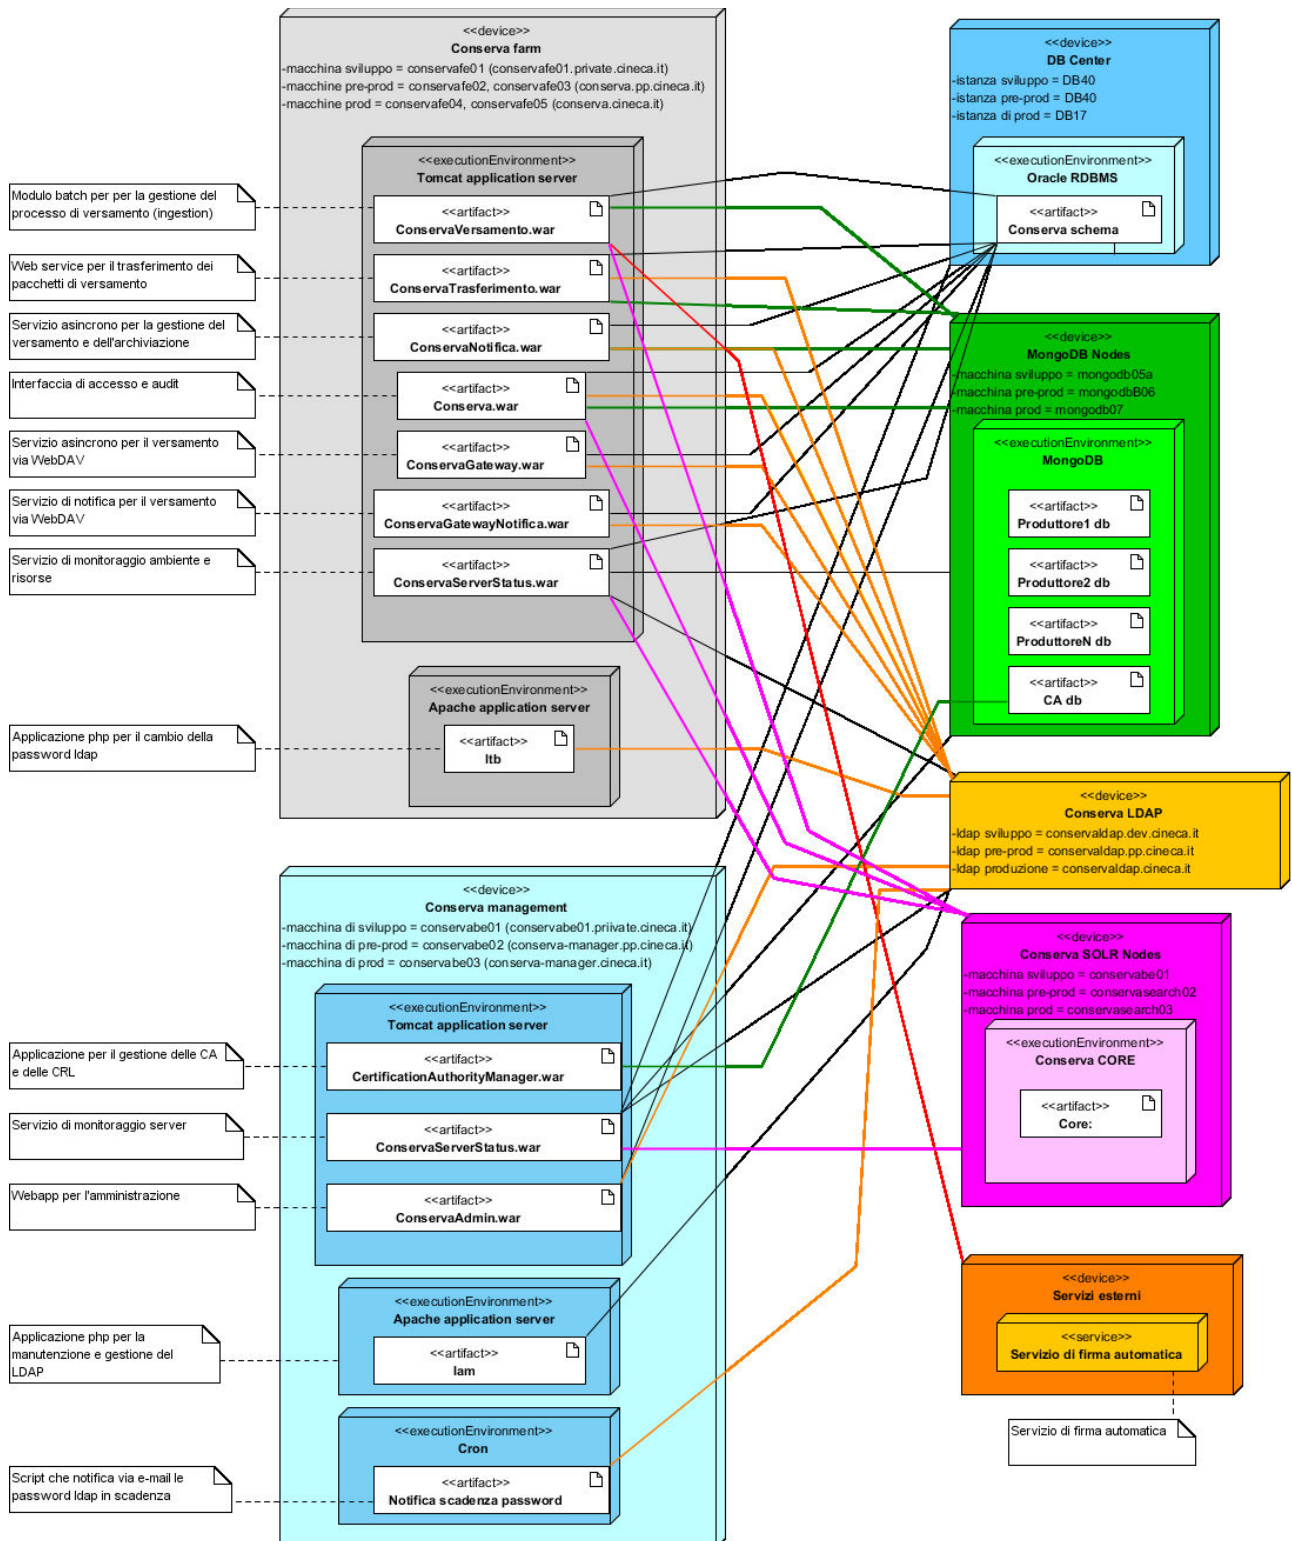 <<device>>
Conserva farm
-macchina sviluppo = conservafe01 (conservafe01.private.cineca.it)
-macchine pre-prod = conservafe02, conservafe03 (conserva.pp.cineca.it)
-macchine prod = conservafe04, conservafe05 (conserva.cineca.it)
<<executionEnvironment>>
Tomcat application server
<<artifact>>
ConservaVersamento.war
<<artifact>>
ConservaTrasferimento.war
<<artifact>>
ConservaNotifica.war
<<artifact>>
Conserva.war
<<artifact>>
ConservaGateway.war
<<artifact>>
ConservaGatewayNotifica.war
<<artifact>>
ConservaServerStatus.war
<<executionEnvironment>>
Apache application server
<<artifact>>
ltb
Modulo batch per per la gestione del
processo di versamento (ingestion)
Web service per il trasferimento dei
pacchetti di versamento
Servizio asincrono per la gestione del
versamento e dell'archiviazione
Interfaccia di accesso e audit
Servizio asincrono per il versamento
via WebDAV
Servizio di notifica per il versamento
via WebDAV
Servizio di monitoraggio ambiente e
risorse
Applicazione php per il cambio della
password ldap
<<device>>
Conserva management
-macchina di sviluppo = conservabe01 (conservabe01.priivate.cineca.it)
-macchina di pre-prod = conservabe02 (conserva-manager.pp.cineca.it)
-macchina di prod = conservabe03 (conserva-manager.cineca.it)
<<executionEnvironment>>
Tomcat application server
<<artifact>>
CertificationAuthorityManager.war
<<artifact>>
ConservaServerStatus.war
<<artifact>>
ConservaAdmin.war
<<executionEnvironment>>
Apache application server
<<artifact>>
lam
<<executionEnvironment>>
Cron
<<artifact>>
Notifica scadenza password
Applicazione per il gestione delle CA
e delle CRL
Servizio di monitoraggio server
Webapp per l'amministrazione
Applicazione php per la
manutenzione e gestione del
LDAP
Script che notifica via e-mail le
password ldap in scadenza
<<device>>
DB Center
-istanza sviluppo = DB40
-istanza pre-prod = DB40
-istanza di prod = DB17
<<executionEnvironment>>
Oracle RDBMS
<<artifact>>
Conserva schema
<<device>>
MongoDB Nodes
-macchina sviluppo = mongodb05a
-macchina pre-prod = mongodbB06
-macchina prod = mongodb07
<<executionEnvironment>>
MongoDB
<<artifact>>
Produttore1 db
<<artifact>>
Produttore2 db
<<artifact>>
ProduttoreN db
<<artifact>>
CA db
<<device>>
Conserva LDAP
-ldap sviluppo = conservaldap.dev.cineca.it
-ldap pre-prod = conservaldap.pp.cineca.it
-ldap produzione = conservaldap.cineca.it
<<device>>
Conserva SOLR Nodes
-macchina sviluppo = conservabe01
-macchina pre-prod = conservasearch02
-macchina prod = conservasearch03
<<executionEnvironment>>
Conserva CORE
<<artifact>>
Core:
<<device>>
Servizi esterni
<<service>>
Servizio di firma automatica
Servizio di firma automatica